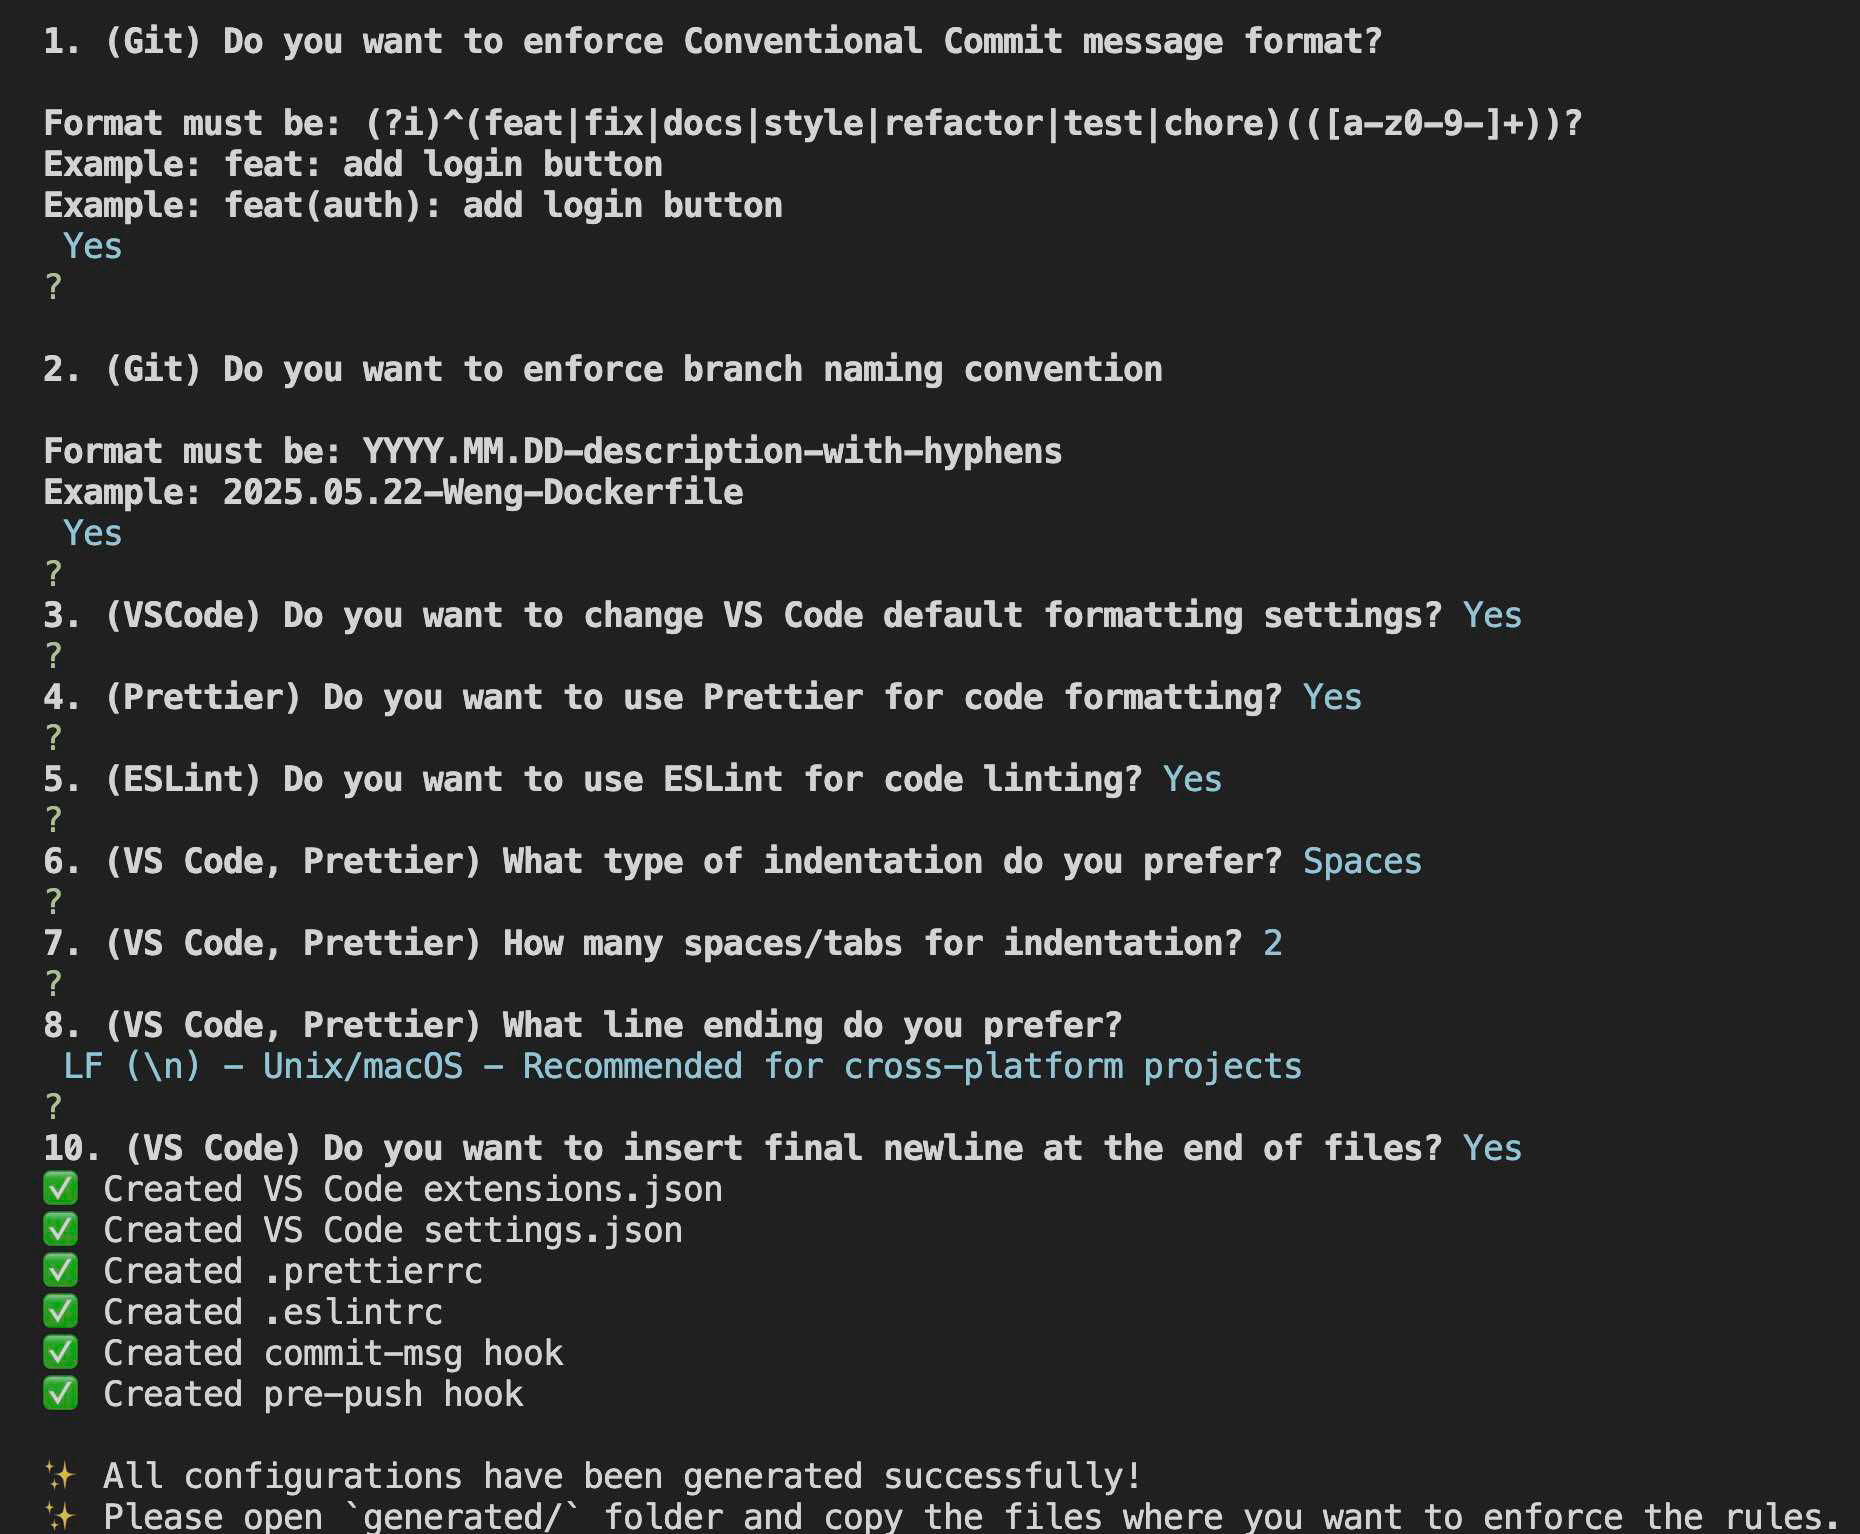 1. (Git) Do you want to enforce Conventional Commit message format?
Format must be: (?i)^(feat|fix|docs|style|refactor|test|chore)(([a-z0-9-]+))?
Example: feat: add login button
Example: feat(auth): add login button
Yes
?
2. (Git) Do you want to enforce branch naming convention
Format must be: YYYY.MM.DD-description-with-hyphens
Example: 2025.05.22-Weng-Dockerfile
Yes
?
3. (VSCode) Do you want to change VS Code default formatting settings? Yes
?
4. (Prettier) Do you want to use Prettier for code formatting? Yes
?
5. (ESLint) Do you want to use ESLint for code linting? Yes
?
6. (VS Code, Prettier) What type of indentation do you prefer? Spaces
?
7. (VS Code, Prettier) How many spaces/tabs for indentation? 2
?
8. (VS Code, Prettier) What line ending do you prefer?
LF (\n) - Unix/macOS - Recommended for cross-platform projects
?
10. (VS Code) Do you want to insert final newline at the end of files? Yes
✅ Created VS Code extensions.json
✅ Created VS Code settings.json
✅ Created .prettierrc
✅ Created .eslintrc
✅ Created commit-msg hook
✅ Created pre-push hook
✨ All configurations have been generated successfully!
✨ Please open `generated/` folder and copy the files where you want to enforce the rules.